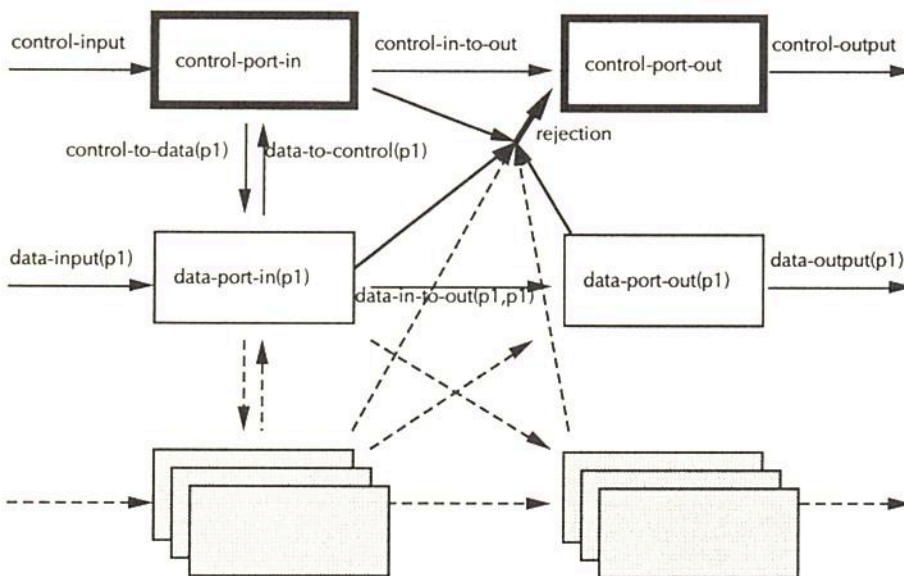 control-input
control-port-in
control-in-to-out
control-port-out
control-output
rejection
control-to-data(p1)
data-to-control(p1)
data-input(p1)
data-port-in(p1)
data-in-to-out(p1,p1)
data-port-out(p1)
data-output(p1)